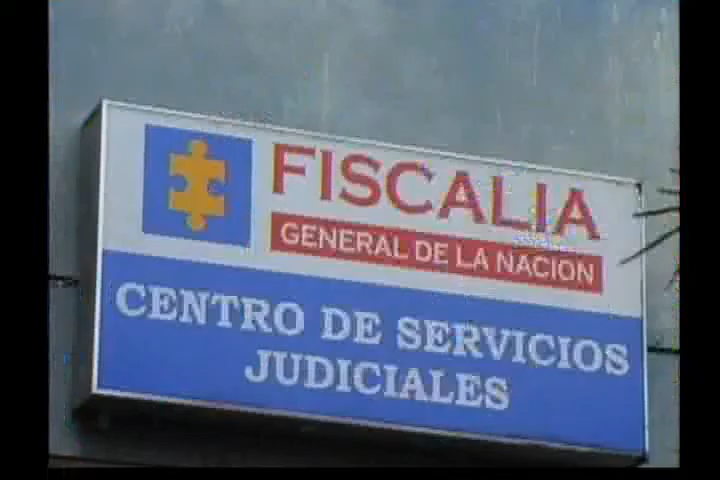 FISCALIA
GENERAL DE LA NACION
CENTRO DE SERVICIOS
JUDICIALES